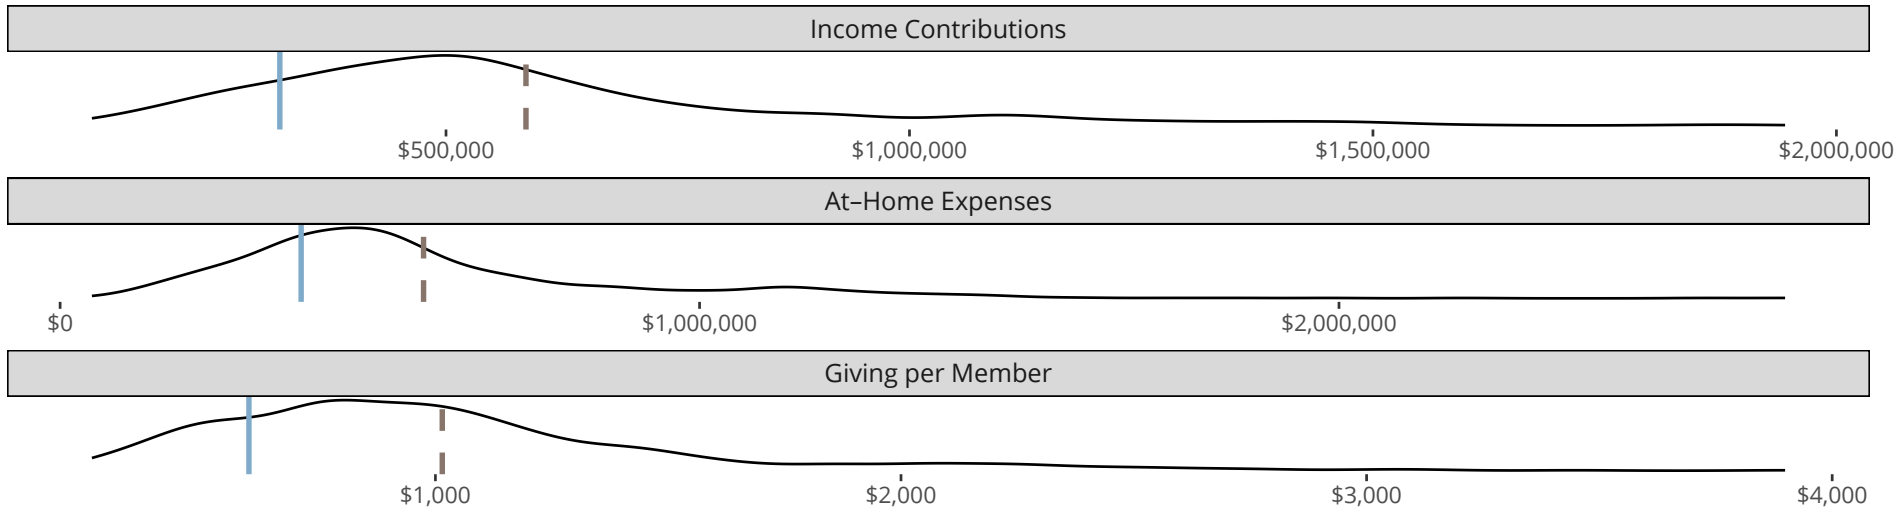 Income Contributions
$500,000 $1,000,000 $1,500,000 $2,000,000
At–Home Expenses
$0 $1,000,000 $2,000,000
Giving per Member
$1,000 $2,000 $3,000 $4,000